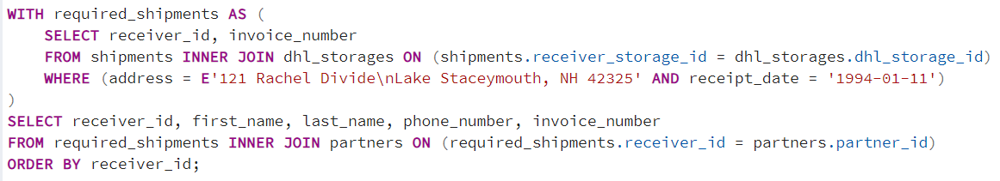 WITH required_shipments AS (
    SELECT receiver_id, invoice_number
    FROM shipments INNER JOIN dhl_storages ON (shipments.receiver_storage_id = dhl_storages.dhl_storage_id)
    WHERE (address = E'121 Rachel Divide\nLake Staceymouth, NH 42325' AND receipt_date = '1994-01-11')
)
SELECT receiver_id, first_name, last_name, phone_number, invoice_number
FROM required_shipments INNER JOIN partners ON (required_shipments.receiver_id = partners.partner_id)
ORDER BY receiver_id;